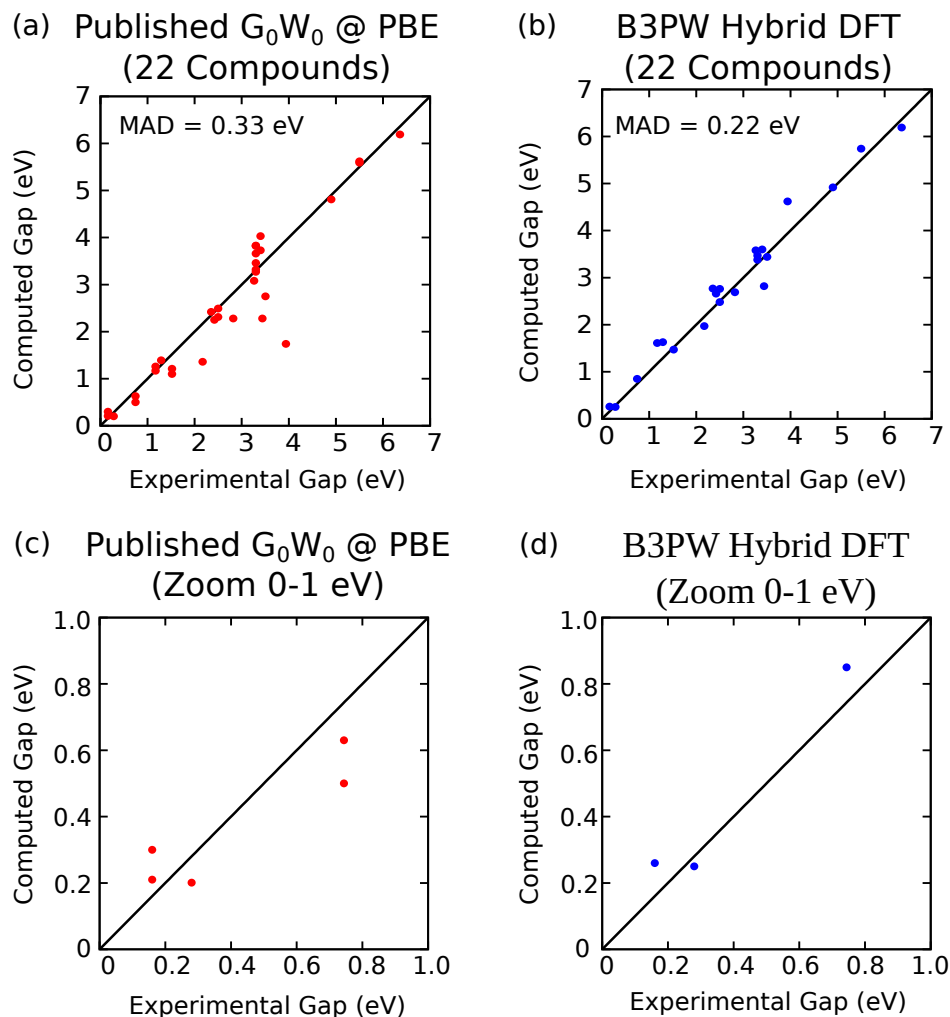 (a) Published G₀W₀ @ PBE
(22 Compounds)
MAD = 0.33 eV
Computed Gap (eV)
7
6
5
4
3
2
1
0
0 1 2 3 4 5 6 7
Experimental Gap (eV)
(b) B3PW Hybrid DFT
(22 Compounds)
MAD = 0.22 eV
Computed Gap (eV)
7
6
5
4
3
2
1
0
0 1 2 3 4 5 6 7
Experimental Gap (eV)
(c) Published G₀W₀ @ PBE
(Zoom 0-1 eV)
Computed Gap (eV)
1.0
0.8
0.6
0.4
0.2
0
0 0.2 0.4 0.6 0.8 1.0
Experimental Gap (eV)
(d) B3PW Hybrid DFT
(Zoom 0-1 eV)
Computed Gap (eV)
1.0
0.8
0.6
0.4
0.2
0
0 0.2 0.4 0.6 0.8 1.0
Experimental Gap (eV)